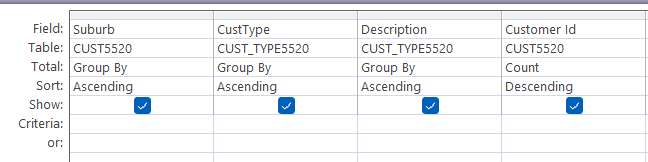 Field: Suburb CustType Description Customer Id
Table: CUST5520 CUST_TYPE5520 CUST_TYPE5520 CUST5520
Total: Group By Group By Group By Count
Sort: Ascending Ascending Ascending Descending
Show:
Criteria:
or: